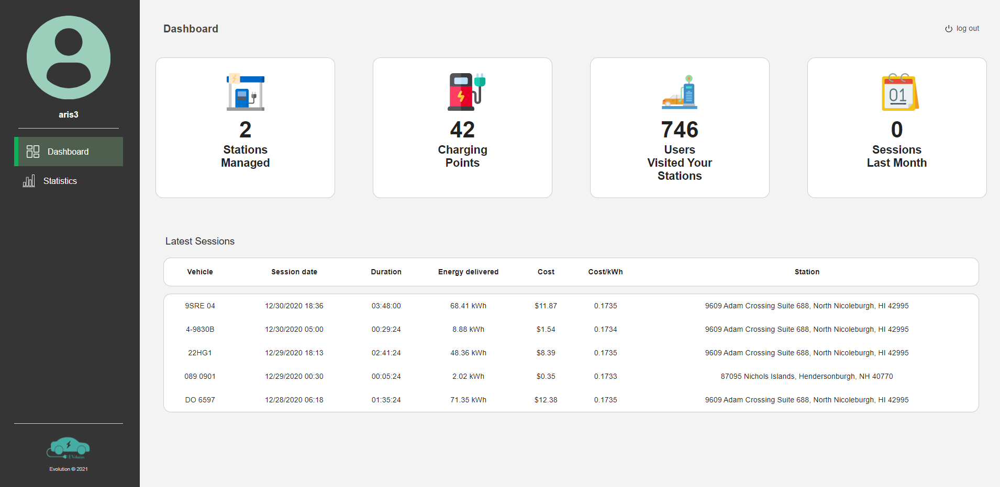 aris3
Dashboard
Statistics
EVolution
Evolution © 2021
Dashboard
log out
2
Stations
Managed
42
Charging
Points
746
Users
Visited Your
Stations
01
0
Sessions
Last Month
Latest Sessions
Vehicle Session date Duration Energy delivered Cost Cost/kWh Station
9SRE 04 12/30/2020 18:36 03:48:00 68.41 kWh $11.87 0.1735 9609 Adam Crossing Suite 688, North Nicoleburgh, HI 42995
4-9830B 12/30/2020 05:00 00:29:24 8.88 kWh $1.54 0.1734 9609 Adam Crossing Suite 688, North Nicoleburgh, HI 42995
22HG1 12/29/2020 18:13 02:41:24 48.36 kWh $8.39 0.1735 9609 Adam Crossing Suite 688, North Nicoleburgh, HI 42995
089 0901 12/29/2020 00:30 00:05:24 2.02 kWh $0.35 0.1733 87095 Nichols Islands, Hendersonburgh, NH 40770
DO 6597 12/28/2020 06:18 01:35:24 71.35 kWh $12.38 0.1735 9609 Adam Crossing Suite 688, North Nicoleburgh, HI 42995